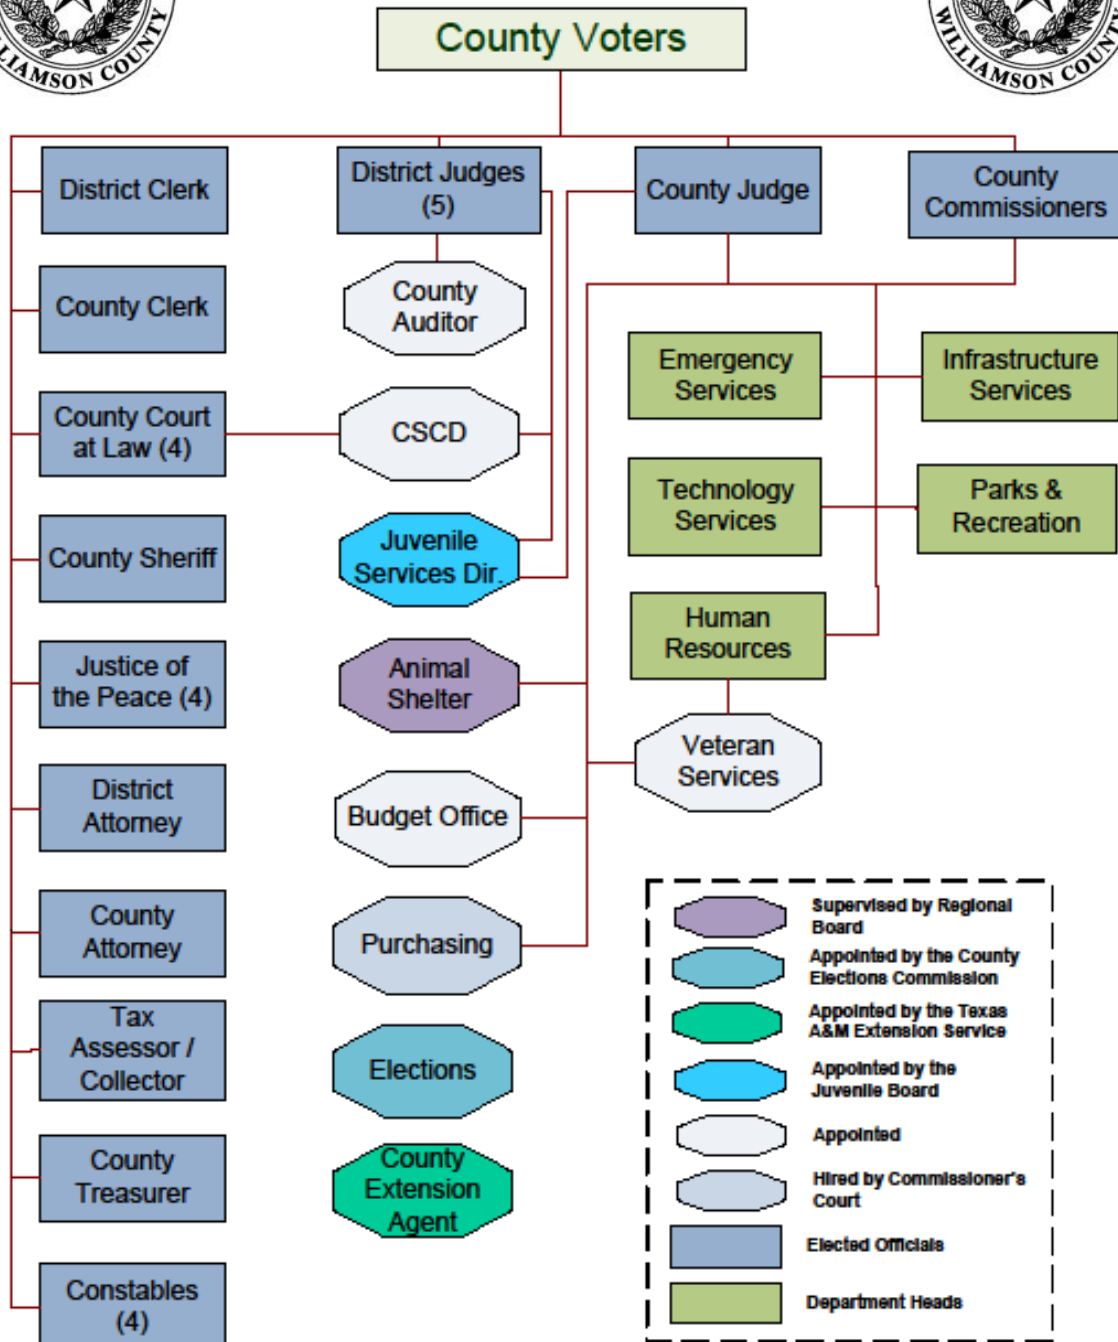 WILLIAMSON COUNTY
WILLIAMSON COUNTY
County Voters
District Clerk
District Judges
(5)
County Judge
County
Commissioners
County Clerk
County
Auditor
Emergency
Services
Infrastructure
Services
County Court
at Law (4)
CSCD
Technology
Services
Parks &
Recreation
County Sheriff
Juvenile
Services Dir.
Human
Resources
Justice of
the Peace (4)
Animal
Shelter
Veteran
Services
District
Attorney
Budget Office
County
Attorney
Purchasing
Tax
Assessor /
Collector
Elections
County
Treasurer
County
Extension
Agent
Constables
(4)
Supervised by Regional
Board
Appointed by the County
Elections Commission
Appointed by the Texas
A&M Extension Service
Appointed by the
Juvenile Board
Appointed
Hired by Commissioner's
Court
Elected Officials
Department Heads